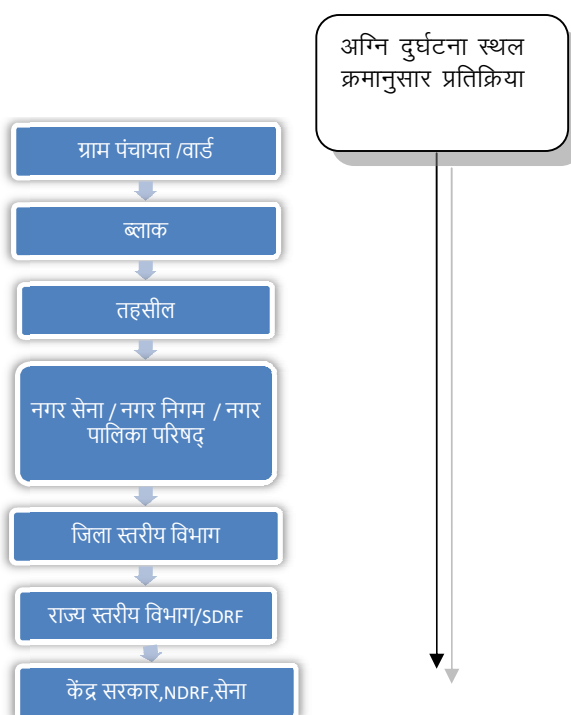 अग्नि दुर्घटना स्थल
क्रमानुसार प्रतिक्रिया
ग्राम पंचायत /वार्ड
ब्लाक
तहसील
नगर सेना / नगर निगम / नगर
पालिका परिषद्
जिला स्तरीय विभाग
राज्य स्तरीय विभाग/SDRF
केंद्र सरकार,NDRF,सेना